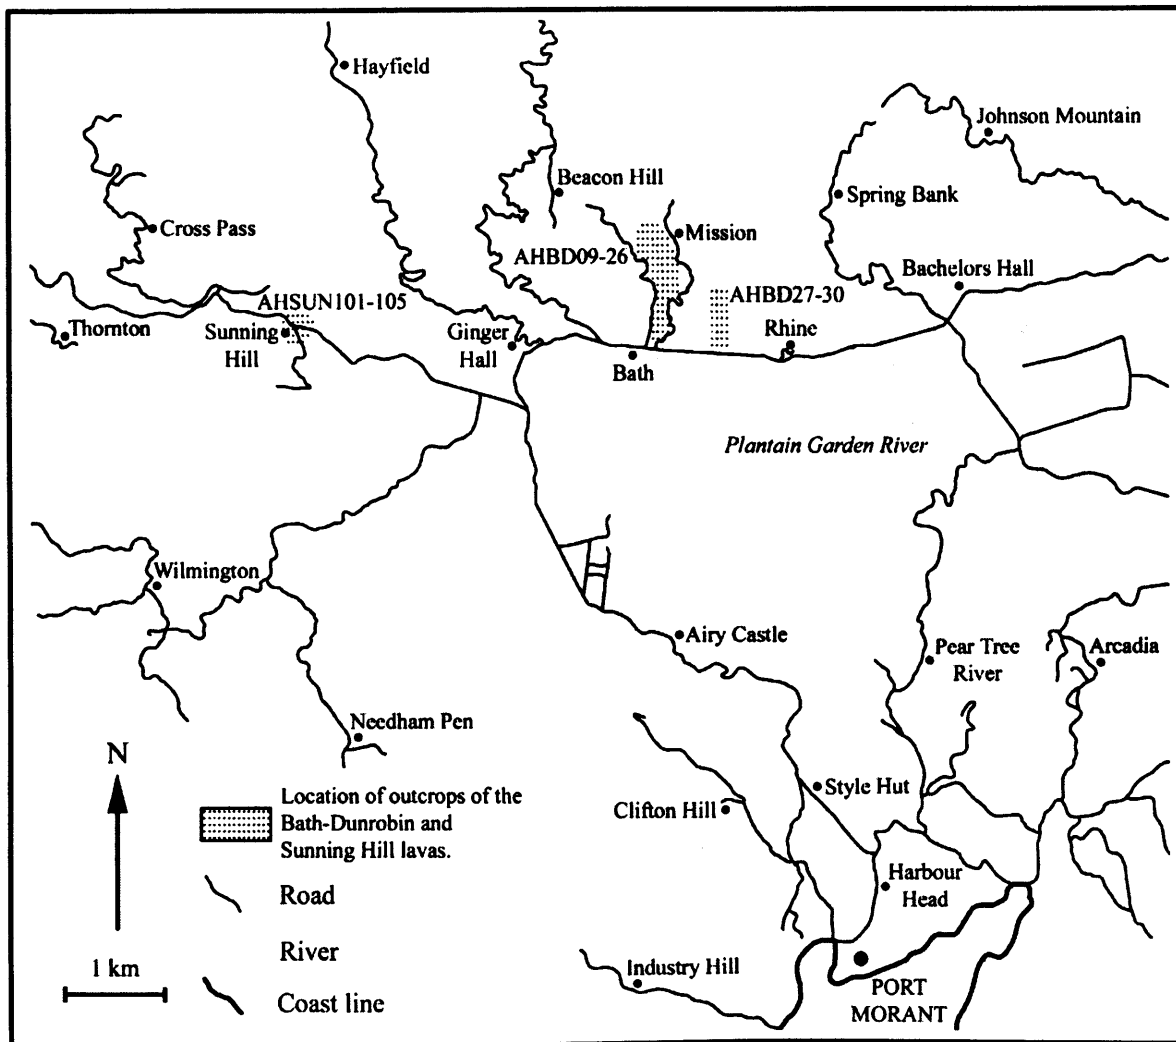 Hayfield
Johnson Mountain
Beacon Hill
Spring Bank
Cross Pass
Mission
AHBD09-26
Bachelors Hall
AHSUN101-105
AHBD27-30
Thornton
Sunning
Hill
Ginger
Hall
Rhine
Bath
Plantain Garden River
Wilmington
Airy Castle
Pear Tree
River
Arcadia
Needham Pen
N
Style Hut
Clifton Hill
Location of outcrops of the
Bath-Dunrobin and
Sunning Hill lavas.
Harbour
Head
Road
River
1 km
Coast line
Industry Hill
PORT
MORANT